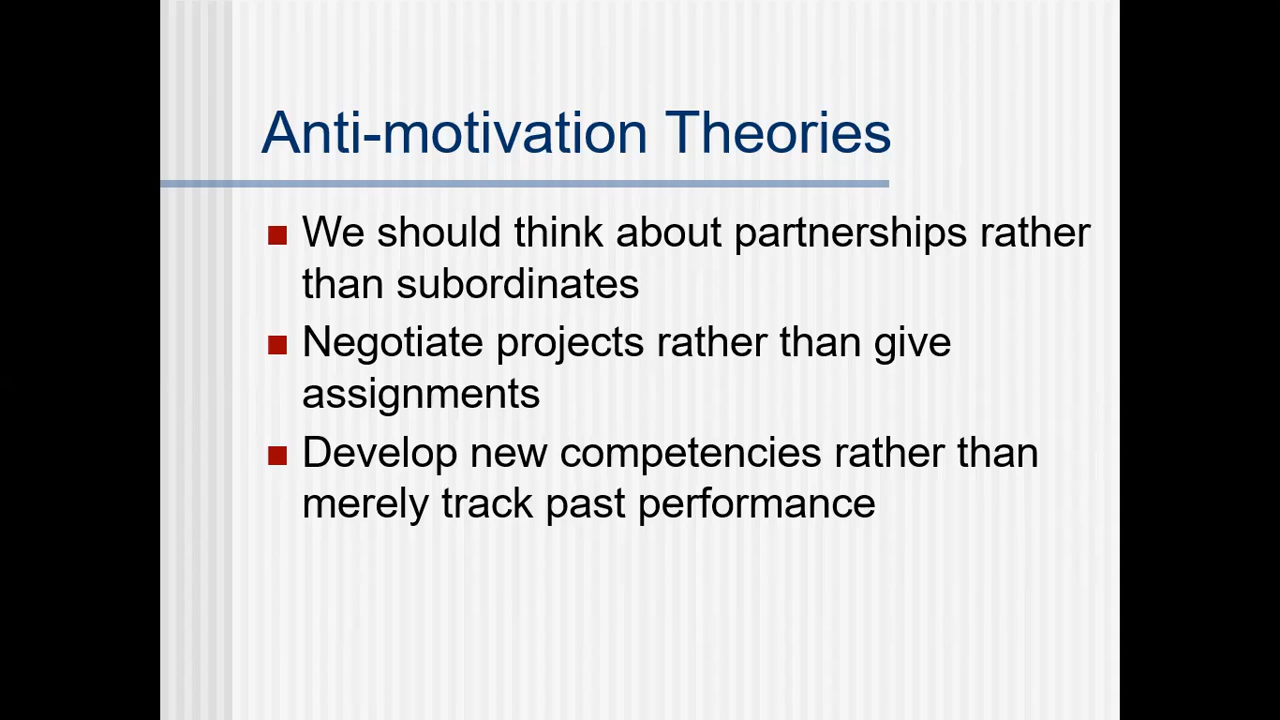 Anti-motivation Theories
We should think about partnerships rather
than subordinates
Negotiate projects rather than give
assignments
Develop new competencies rather than
merely track past performance